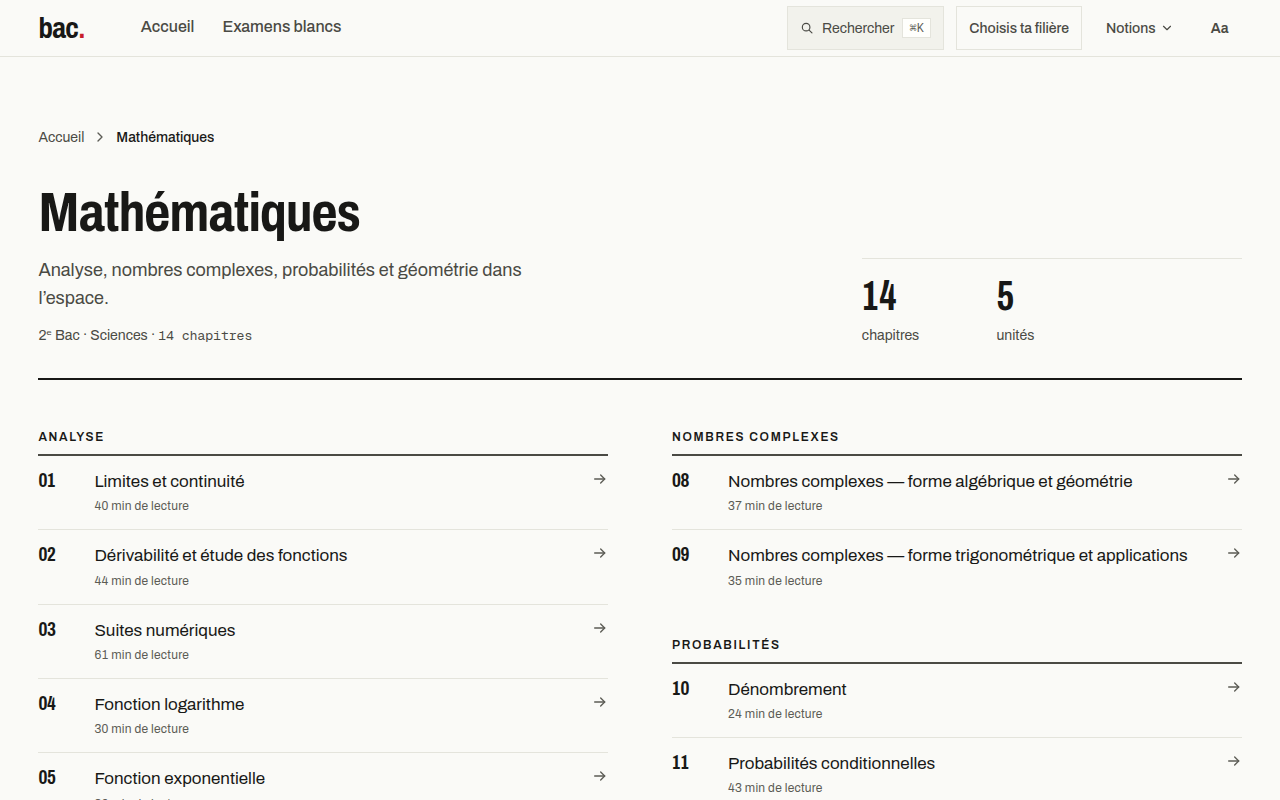 bac.
Accueil
Examens blancs
Rechercher ⌘K
Choisis ta filière
Notions
Aa
Accueil
Mathématiques
Mathématiques
Analyse, nombres complexes, probabilités et géométrie dans
l’espace.
2ᵉ Bac · Sciences · 14 chapitres
14
chapitres
5
unités
ANALYSE
01 Limites et continuité
40 min de lecture
02 Dérivabilité et étude des fonctions
44 min de lecture
03 Suites numériques
61 min de lecture
04 Fonction logarithme
30 min de lecture
05 Fonction exponentielle
NOMBRES COMPLEXES
08 Nombres complexes — forme algébrique et géométrie
37 min de lecture
09 Nombres complexes — forme trigonométrique et applications
35 min de lecture
PROBABILITÉS
10 Dénombrement
24 min de lecture
11 Probabilités conditionnelles
43 min de lecture